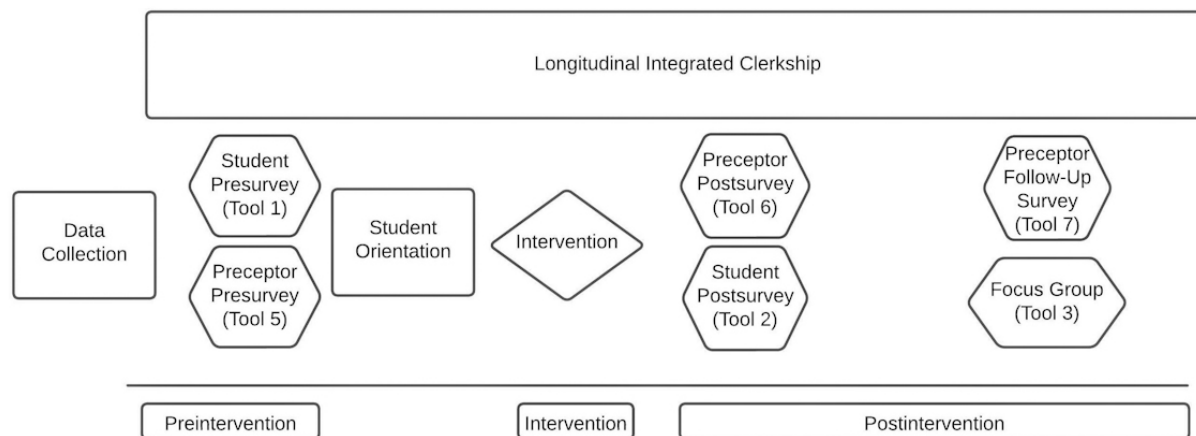 Longitudinal Integrated Clerkship
Data
Collection
Student
Presurvey
(Tool 1)
Preceptor
Presurvey
(Tool 5)
Student
Orientation
Intervention
Preceptor
Postsurvey
(Tool 6)
Student
Postsurvey
(Tool 2)
Preceptor
Follow-Up
Survey
(Tool 7)
Focus Group
(Tool 3)
Preintervention
Intervention
Postintervention